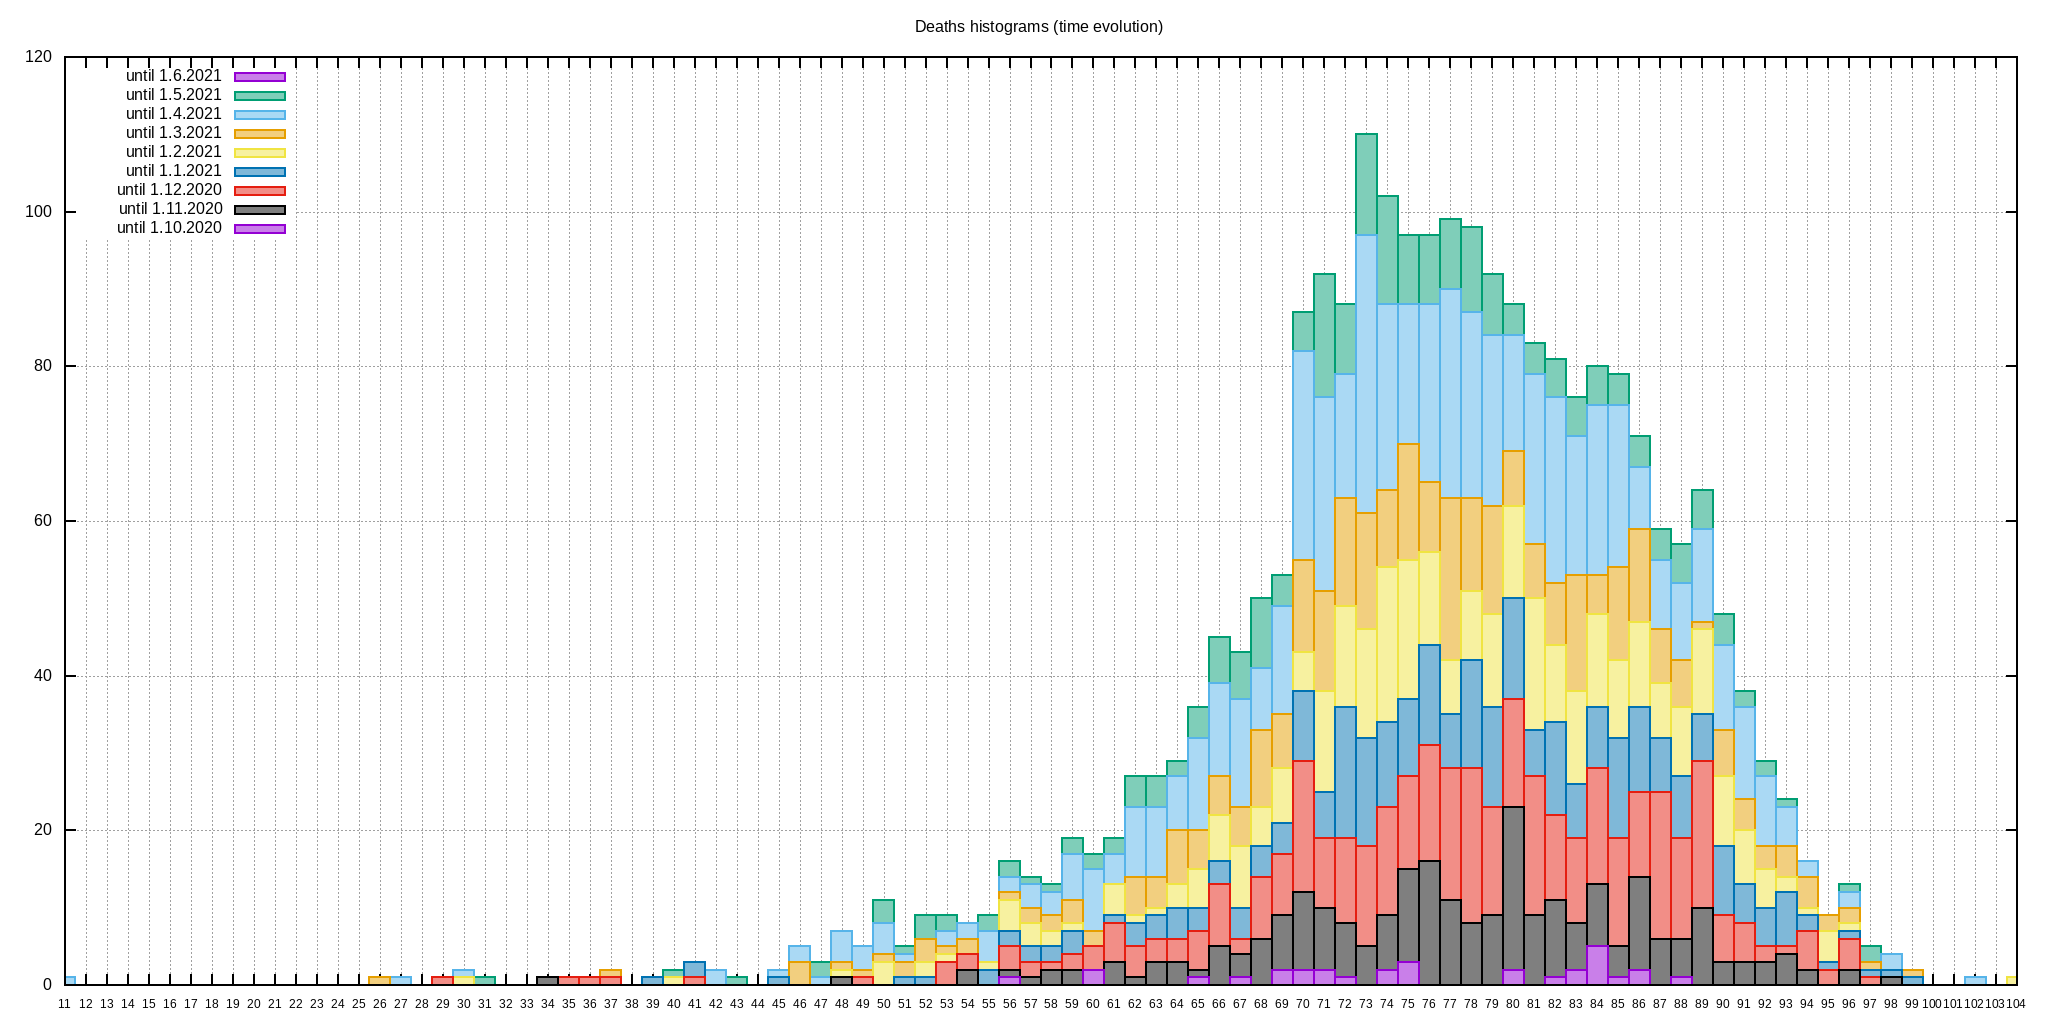 Deaths histograms (time evolution)
120
100
80
60
40
20
0
until 1.6.2021
until 1.5.2021
until 1.4.2021
until 1.3.2021
until 1.2.2021
until 1.1.2021
until 1.12.2020
until 1.11.2020
until 1.10.2020
11 12 13 14 15 16 17 18 19 20 21 22 23 24 25 26 27 28 29 30 31 32 33 34 35 36 37 38 39 40 41 42 43 44 45 46 47 48 49 50 51 52 53 54 55 56 57 58 59 60 61 62 63 64 65 66 67 68 69 70 71 72 73 74 75 76 77 78 79 80 81 82 83 84 85 86 87 88 89 90 91 92 93 94 95 96 97 98 99 100 101 102 103 104